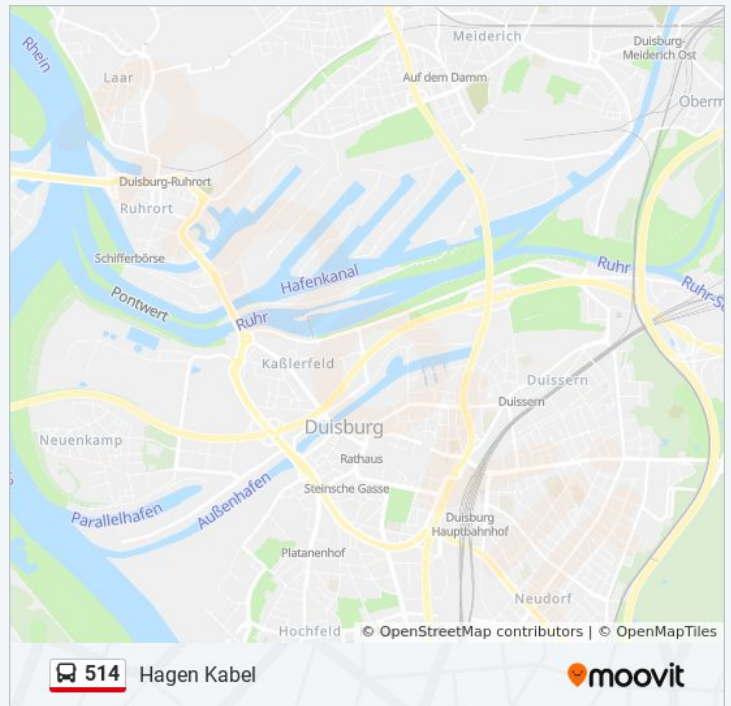 Rhein
Meiderich
Duisburg-
Meiderich Ost
Laar
Auf dem Damm
Oberm
Duisburg-Ruhrort
Ruhrort
Schifferbörse
Hafenkanal
Ruhr
Ruhr-Sc
Pontwert
Ruhr
Kaßlerfeld
Duissern
Duissern
Duisburg
Neuenkamp
Rathaus
Steinsche Gasse
Außenhafen
Parallelhafen
Duisburg
Hauptbahnhof
Platanenhof
Neudorf
Hochfeld
© OpenStreetMap contributors | © OpenMapTiles
514 Hagen Kabel
moovit